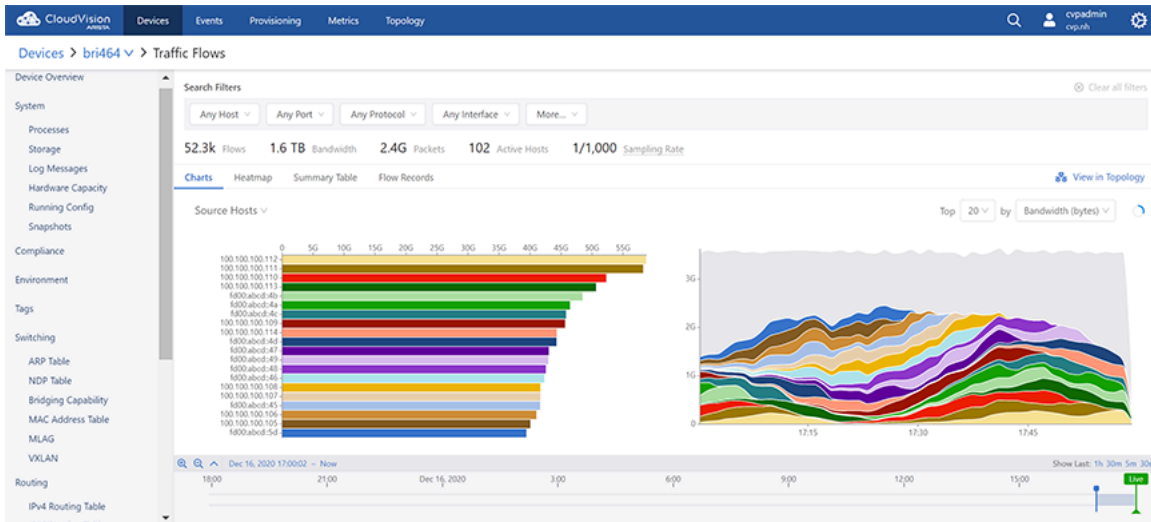 CloudVision
ARISTA
Devices
Events
Provisioning
Metrics
Topology
cvpadmin
cvp.nh
Devices > bri464 > Traffic Flows
Device Overview
System
Processes
Storage
Log Messages
Hardware Capacity
Running Config
Snapshots
Compliance
Environment
Tags
Switching
ARP Table
NDP Table
Bridging Capability
MAC Address Table
MLAG
VXLAN
Routing
IPv4 Routing Table
Search Filters
Clear all filters
Any Host
Any Port
Any Protocol
Any Interface
More...
52.3k Flows
1.6 TB Bandwidth
2.4G Packets
102 Active Hosts
1/1,000 Sampling Rate
Charts
Heatmap
Summary Table
Flow Records
View in Topology
Source Hosts
Top 20 by Bandwidth (bytes)
0 5G 10G 15G 20G 25G 30G 35G 40G 45G 50G 55G
100.100.100.112
100.100.100.111
100.100.100.110
100.100.100.113
fd00:abcd::4b
fd00:abcd::4a
fd00:abcd::4c
100.100.100.109
100.100.100.114
fd00:abcd::4d
fd00:abcd::47
fd00:abcd::49
fd00:abcd::48
fd00:abcd::46
100.100.100.108
100.100.100.107
fd00:abcd::45
100.100.100.106
100.100.100.105
fd00:abcd::5d
3G
2G
1G
0
17:15 17:30 17:45
Dec 16, 2020 17:00:02 – Now
Show Last: 1h 30m 5m 30s
18:00 21:00 Dec 16, 2020 3:00 6:00 9:00 12:00 15:00
Live